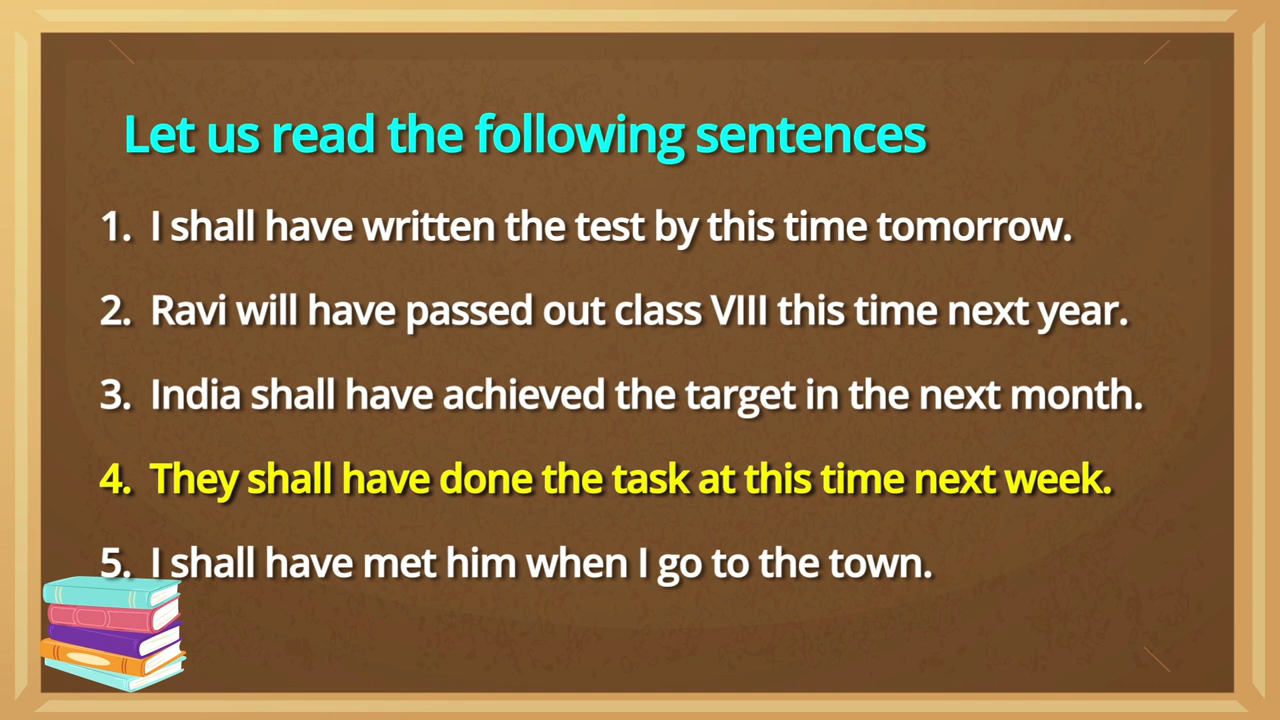 Let us read the following sentences
1. I shall have written the test by this time tomorrow.
2. Ravi will have passed out class VIII this time next year.
3. India shall have achieved the target in the next month.
4. They shall have done the task at this time next week.
5. I shall have met him when I go to the town.